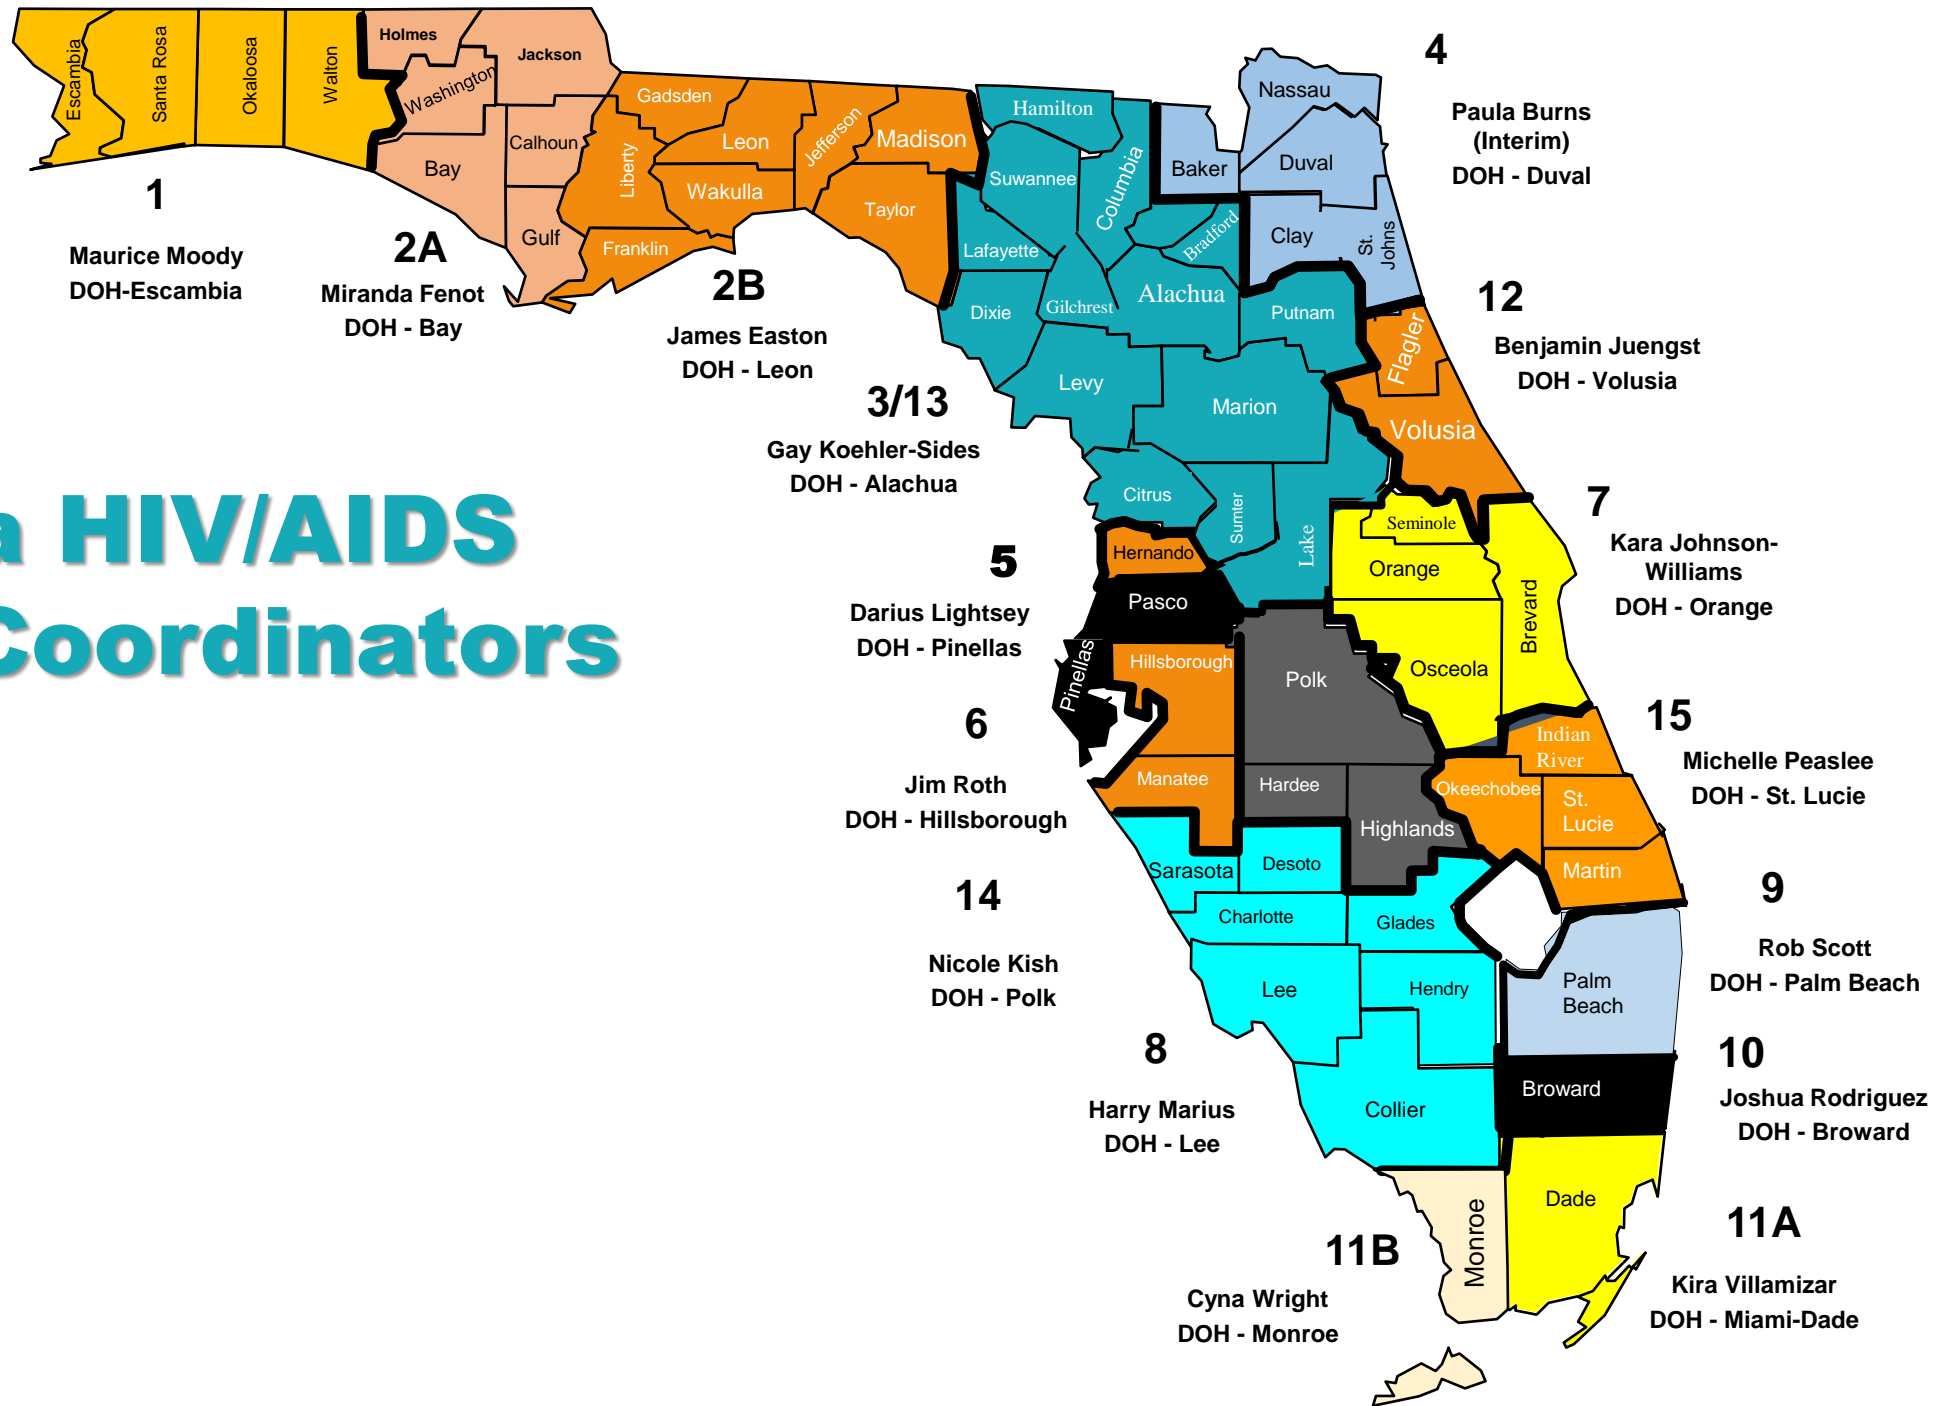 a HIV/AIDS
Coordinators
Escambia
Santa Rosa
Okaloosa
Walton
Holmes
Jackson
Washington
Bay
Calhoun
Gulf
Gadsden
Liberty
Franklin
Leon
Wakulla
Jefferson
Madison
Taylor
Hamilton
Suwannee
Columbia
Lafayette
Dixie
Gilchrest
Bradford
Alachua
Putnam
Levy
Marion
Citrus
Sumter
Lake
Baker
Nassau
Duval
Clay
St.
Johns
Flagler
Volusia
Seminole
Orange
Osceola
Brevard
Hernando
Pasco
Pinellas
Hillsborough
Manatee
Polk
Hardee
Highlands
Indian
River
Okeechobee
St.
Lucie
Martin
Sarasota
Desoto
Charlotte
Glades
Lee
Hendry
Collier
Palm
Beach
Broward
Dade
Monroe
1
Maurice Moody
DOH-Escambia
2A
Miranda Fenot
DOH - Bay
2B
James Easton
DOH - Leon
3/13
Gay Koehler-Sides
DOH - Alachua
4
Paula Burns
(Interim)
DOH - Duval
12
Benjamin Juengst
DOH - Volusia
7
Kara Johnson-
Williams
DOH - Orange
5
Darius Lightsey
DOH - Pinellas
6
Jim Roth
DOH - Hillsborough
15
Michelle Peaslee
DOH - St. Lucie
14
Nicole Kish
DOH - Polk
9
Rob Scott
DOH - Palm Beach
8
Harry Marius
DOH - Lee
10
Joshua Rodriguez
DOH - Broward
11B
Cyna Wright
DOH - Monroe
11A
Kira Villamizar
DOH - Miami-Dade